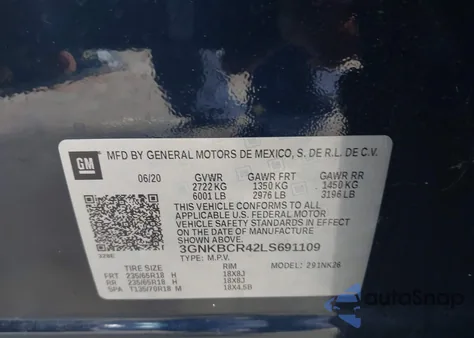 GM
MFD BY GENERAL MOTORS DE MEXICO, S. DE R.L. DE C.V.
06/20 GVWR GAWR FRT GAWR RR
2722 KG 1350 KG 1450 KG
6001 LB 2976 LB 3196 LB
THIS VEHICLE CONFORMS TO ALL APPLICABLE
U.S. FEDERAL MOTOR VEHICLE
SAFETY STANDARDS IN EFFECT ON THE DATE OF
MANUFACTURE SHOWN ABOVE.
3GNKBCR42LS691109
TYPE: M.P.V. MODEL: 291NK26
TIRE SIZE RIM
FRT 235/65R18 H 18X8J
RR 235/65R18 H 18X8J
SPA T135/70R18 M 18X4.5B
autoSnap